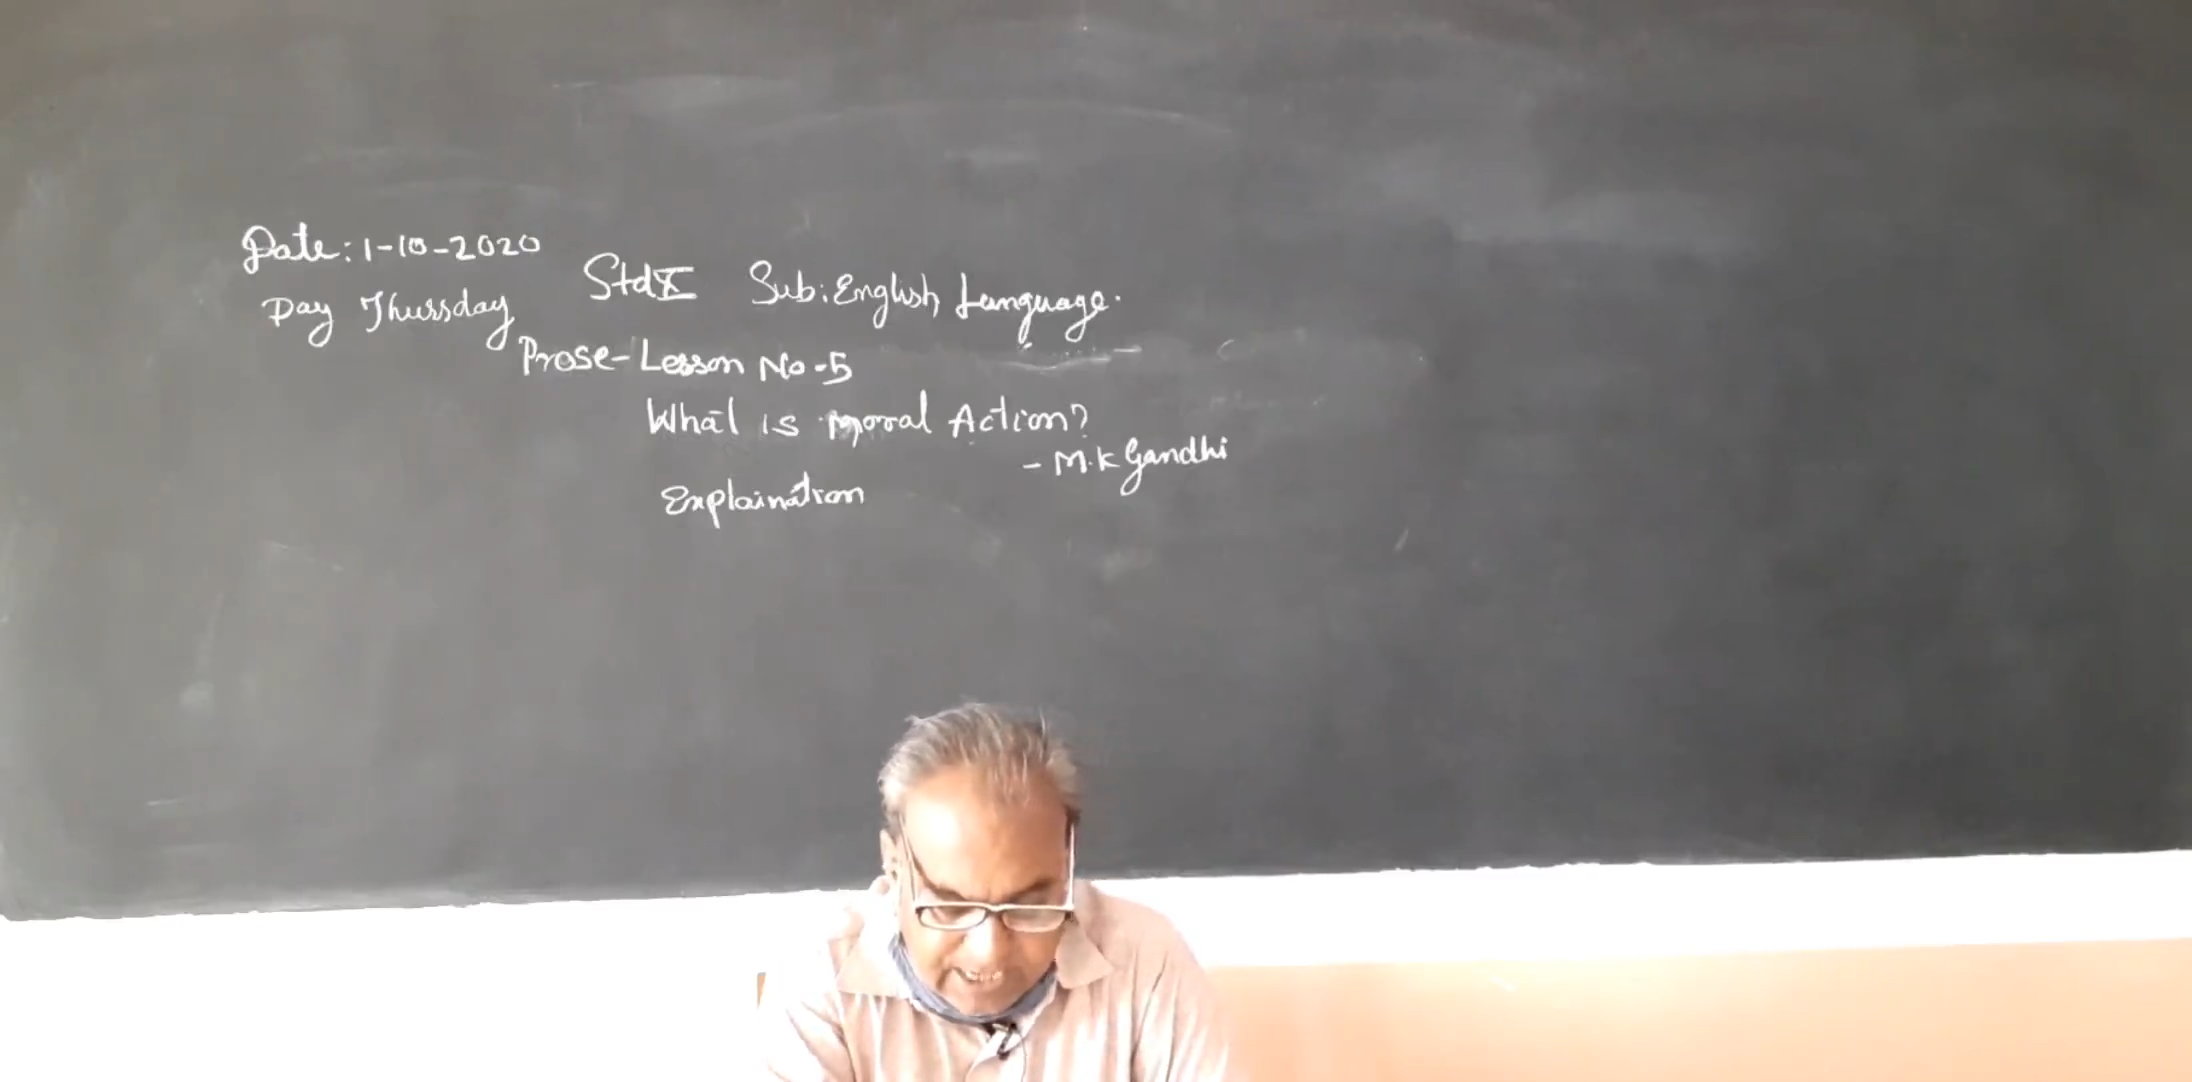 Date: 1-10-2020
Day Thursday
Std X Sub: English Language.
Prose-Lesson No-5
What is Moral Action?
- M.K Gandhi
Explaination